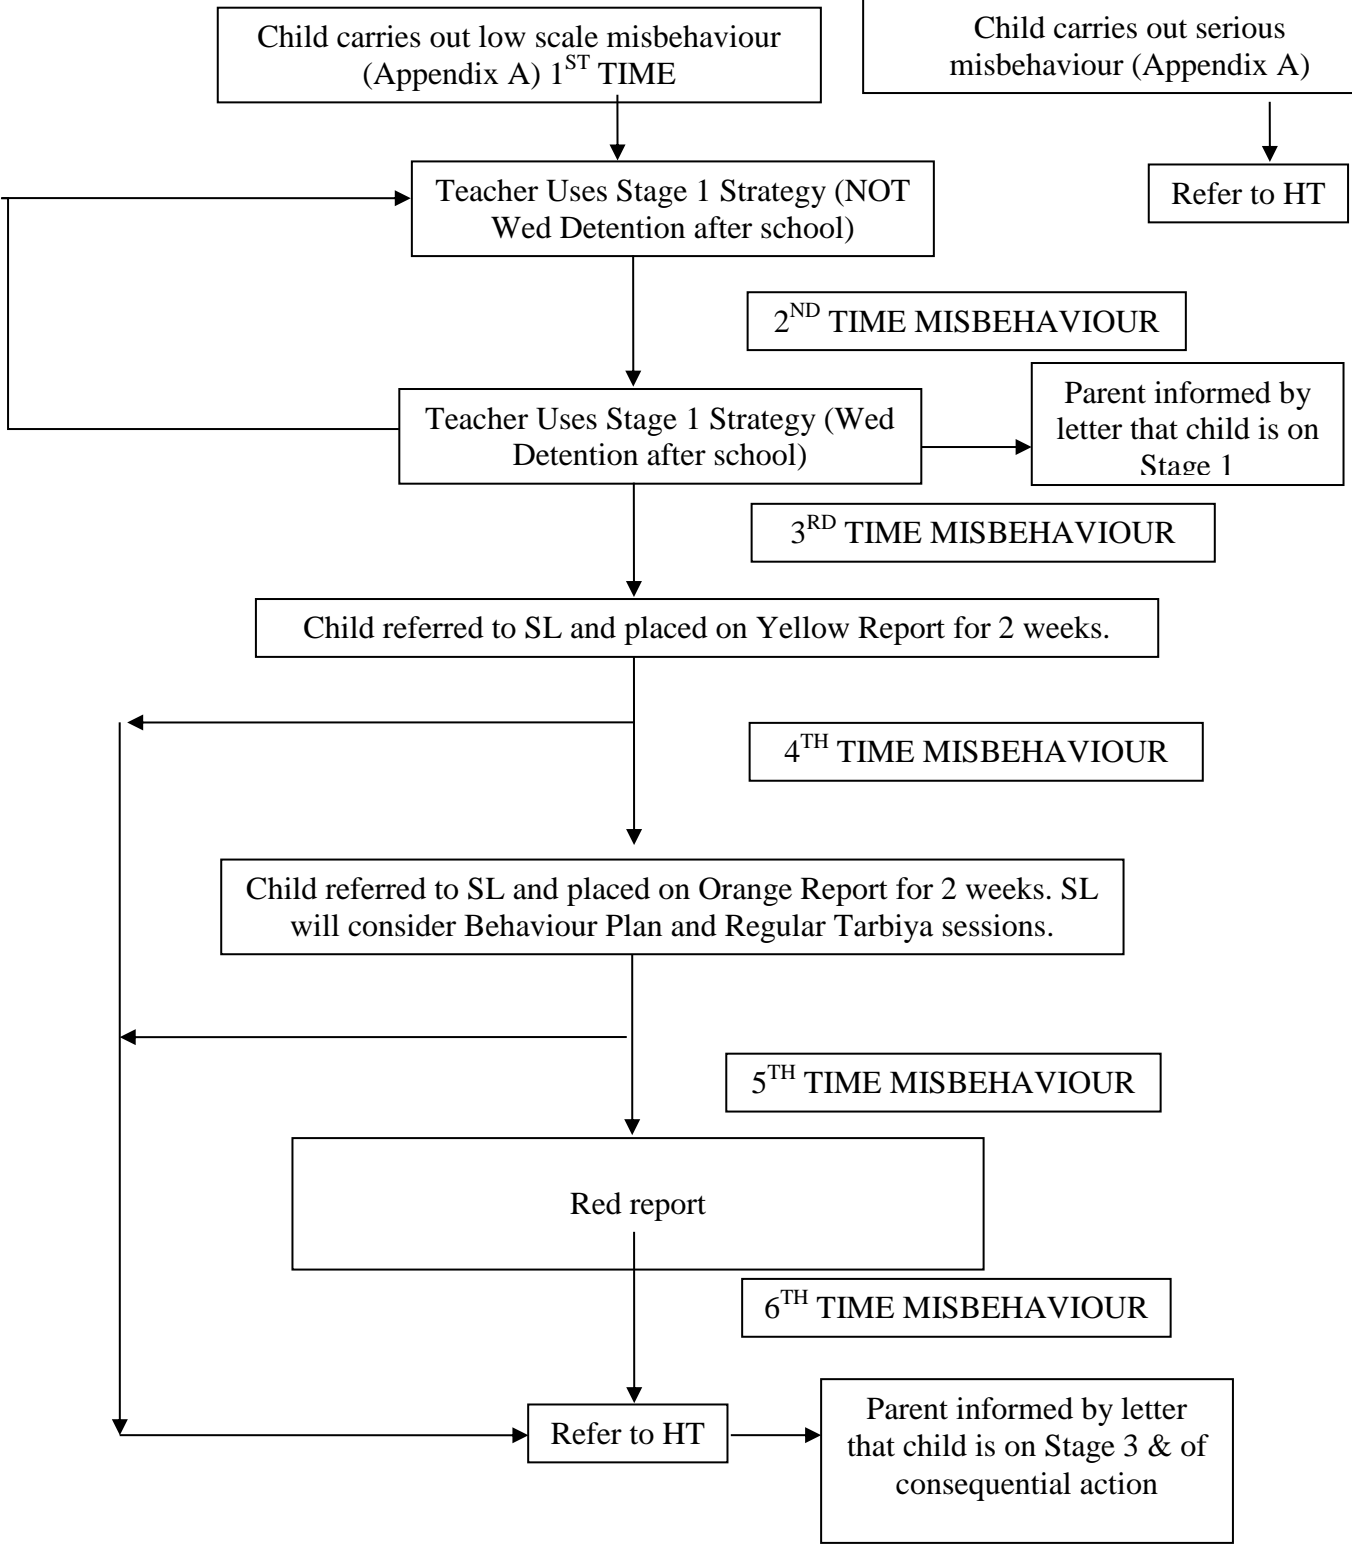 Child carries out low scale misbehaviour
(Appendix A) 1ST TIME
Child carries out serious
misbehaviour (Appendix A)
Teacher Uses Stage 1 Strategy (NOT
Wed Detention after school)
Refer to HT
2ND TIME MISBEHAVIOUR
Teacher Uses Stage 1 Strategy (Wed
Detention after school)
Parent informed by
letter that child is on
Stage 1
3RD TIME MISBEHAVIOUR
Child referred to SL and placed on Yellow Report for 2 weeks.
4TH TIME MISBEHAVIOUR
Child referred to SL and placed on Orange Report for 2 weeks. SL
will consider Behaviour Plan and Regular Tarbiya sessions.
5TH TIME MISBEHAVIOUR
Red report
6TH TIME MISBEHAVIOUR
Refer to HT
Parent informed by letter
that child is on Stage 3 & of
consequential action